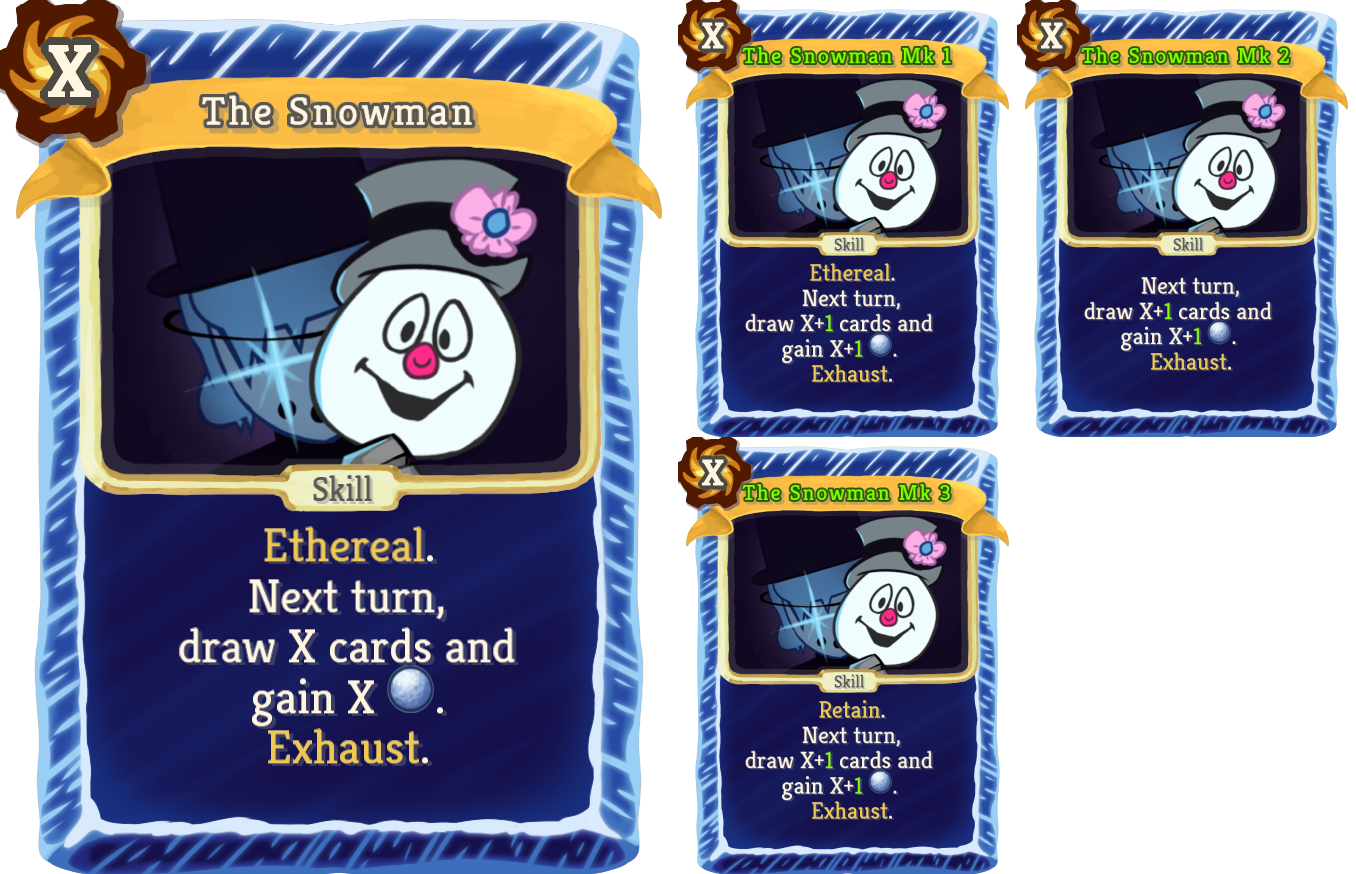 X
The Snowman
Skill
Ethereal.
Next turn,
draw X cards and
gain X .
Exhaust.
X
The Snowman Mk 1
Skill
Ethereal.
Next turn,
draw X+1 cards and
gain X+1 .
Exhaust.
X
The Snowman Mk 2
Skill
Next turn,
draw X+1 cards and
gain X+1 .
Exhaust.
X
The Snowman Mk 3
Skill
Retain.
Next turn,
draw X+1 cards and
gain X+1 .
Exhaust.